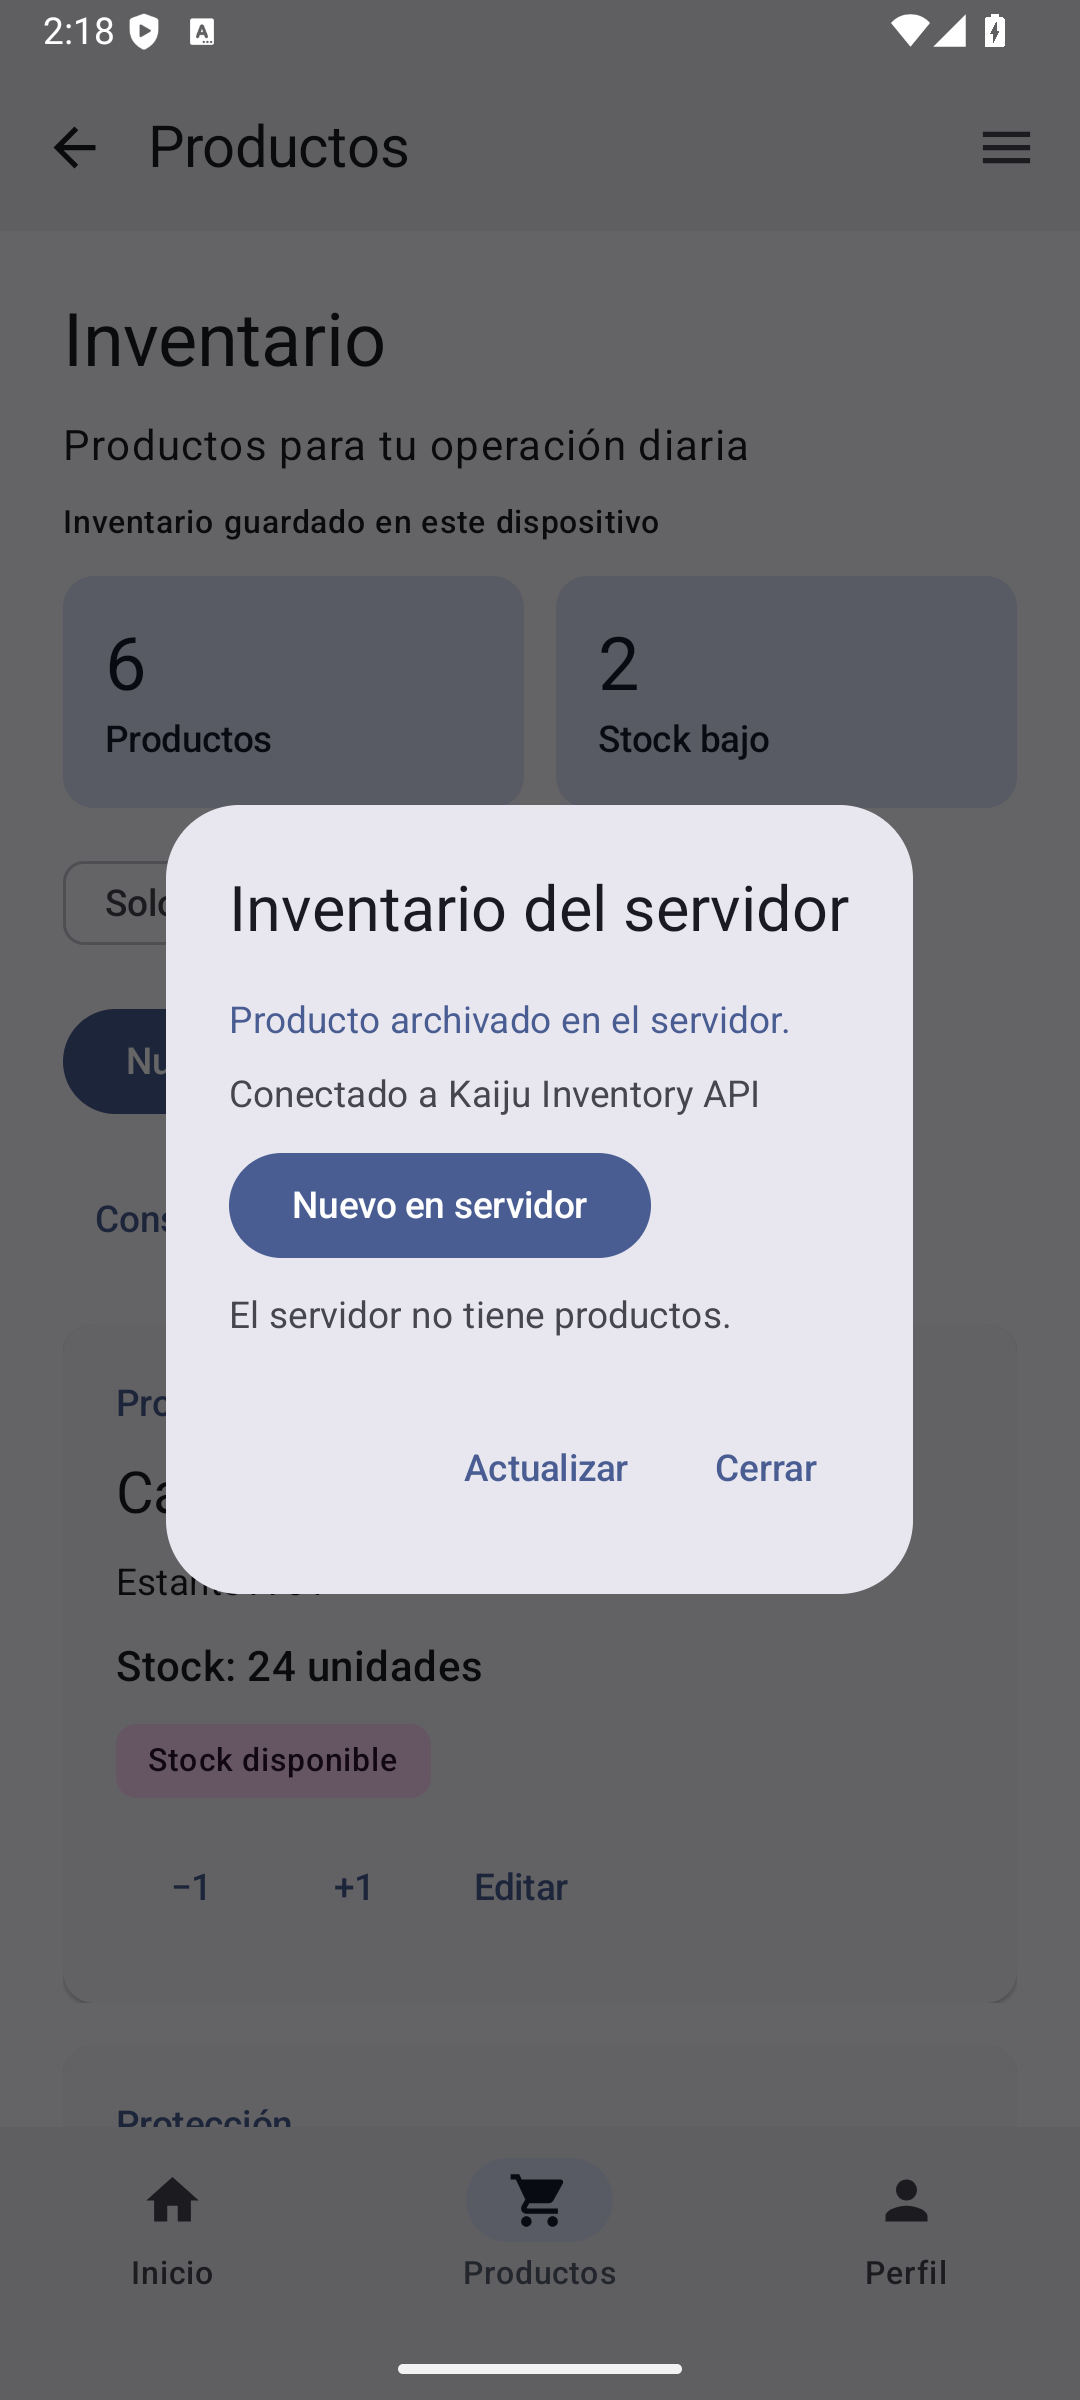 2:18
Productos
Inventario
Productos para tu operación diaria
Inventario guardado en este dispositivo
6
Productos
2
Stock bajo
Inventario del servidor
Producto archivado en el servidor.
Conectado a Kaiju Inventory API
Nuevo en servidor
El servidor no tiene productos.
Actualizar
Cerrar
Stock: 24 unidades
Stock disponible
−1
+1
Editar
Protección
Inicio
Productos
Perfil